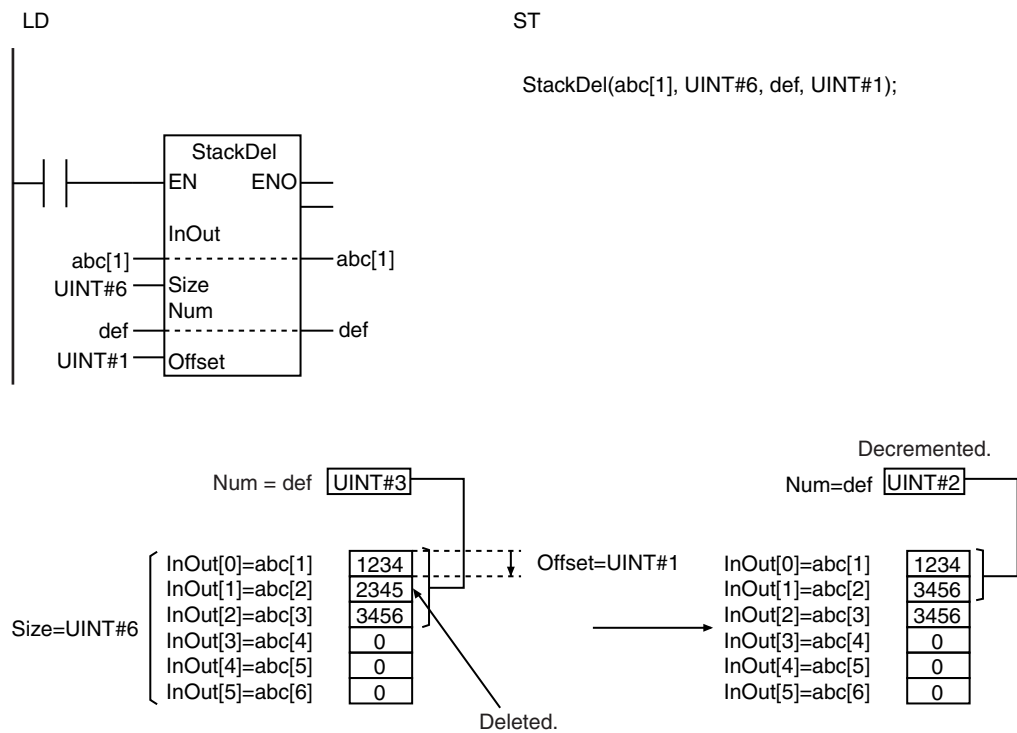 LD
ST
StackDel(abc[1], UINT#6, def, UINT#1);
StackDel
EN ENO
InOut
abc[1] abc[1]
UINT#6 Size
Num
def def
UINT#1 Offset
Decremented.
Num = def UINT#3
Num=def UINT#2
InOut[0]=abc[1] 1234 Offset=UINT#1 InOut[0]=abc[1] 1234
InOut[1]=abc[2] 2345 InOut[1]=abc[2] 3456
InOut[2]=abc[3] 3456 InOut[2]=abc[3] 3456
Size=UINT#6 InOut[3]=abc[4] 0 InOut[3]=abc[4] 0
InOut[4]=abc[5] 0 InOut[4]=abc[5] 0
InOut[5]=abc[6] 0 InOut[5]=abc[6] 0
Deleted.